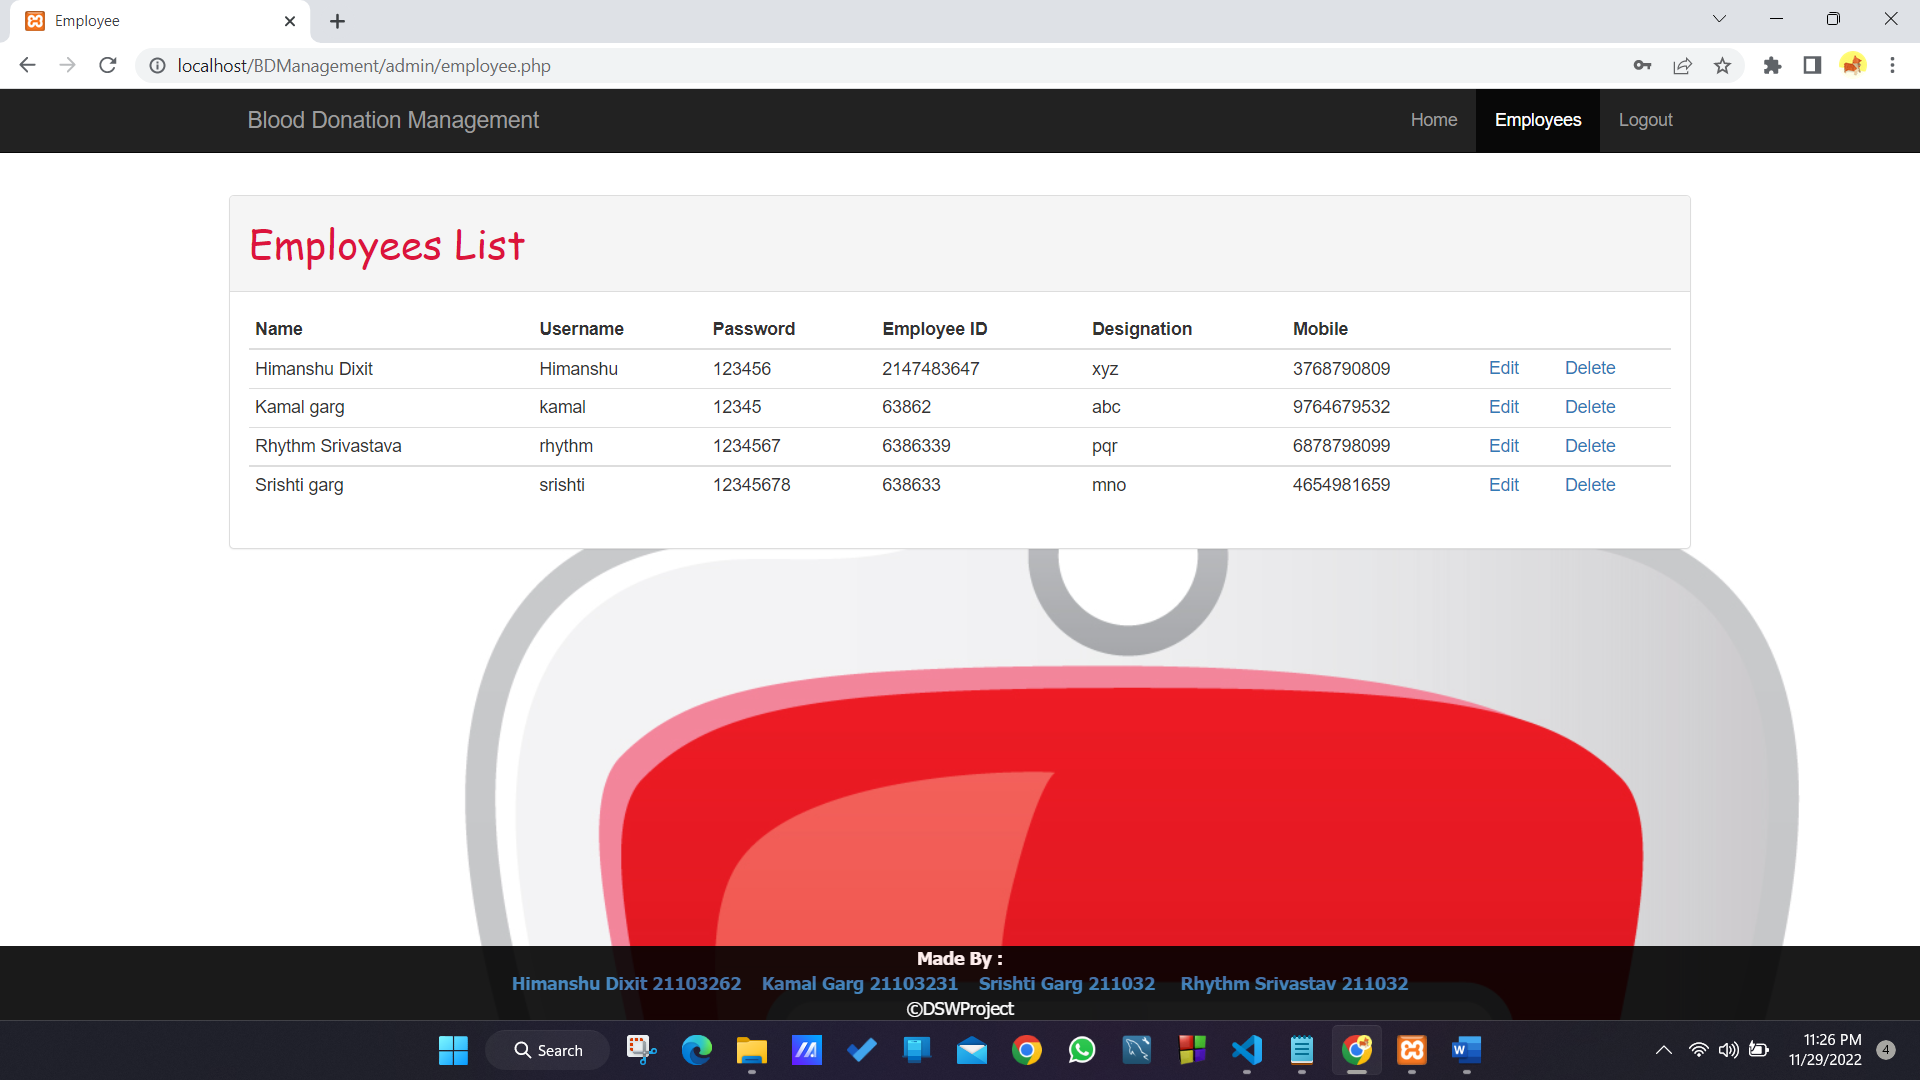 Employee
localhost/BDManagement/admin/employee.php
Blood Donation Management Home Employees Logout
Employees List
Name Username Password Employee ID Designation Mobile
Himanshu Dixit Himanshu 123456 2147483647 xyz 3768790809 Edit Delete
Kamal garg kamal 12345 63862 abc 9764679532 Edit Delete
Rhythm Srivastava rhythm 1234567 6386339 pqr 6878798099 Edit Delete
Srishti garg srishti 12345678 638633 mno 4654981659 Edit Delete
Made By :
Himanshu Dixit 21103262 Kamal Garg 21103231 Srishti Garg 211032 Rhythm Srivastav 211032
©DSWProject
Search
11:26 PM
11/29/2022
4